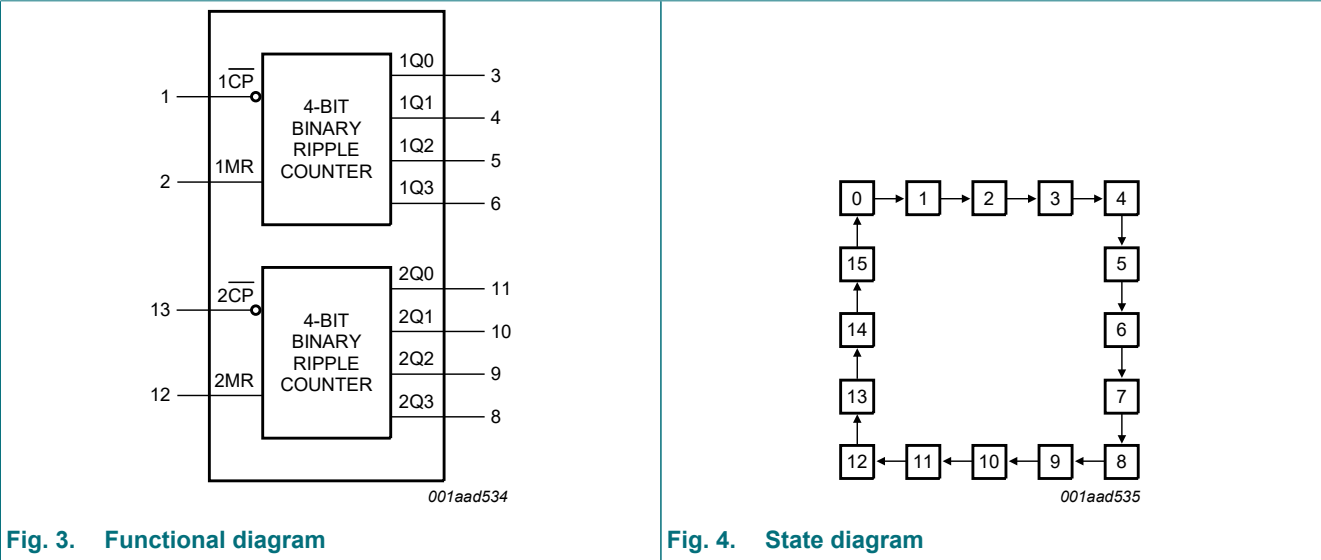 1CP
1
1MR
2
4-BIT
BINARY
RIPPLE
COUNTER
1Q0
3
1Q1
4
1Q2
5
1Q3
6
2CP
13
2MR
12
4-BIT
BINARY
RIPPLE
COUNTER
2Q0
11
2Q1
10
2Q2
9
2Q3
8
001aad534
Fig. 3. Functional diagram
0 1 2 3 4
15 5
14 6
13 7
12 11 10 9 8
001aad535
Fig. 4. State diagram